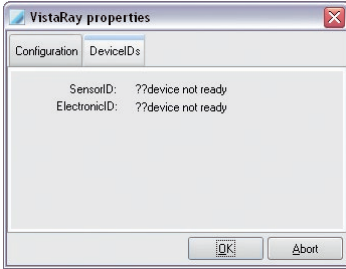 VistaRay properties
Configuration DeviceIDs
SensorID: ??device not ready
ElectronicID: ??device not ready
OK Abort